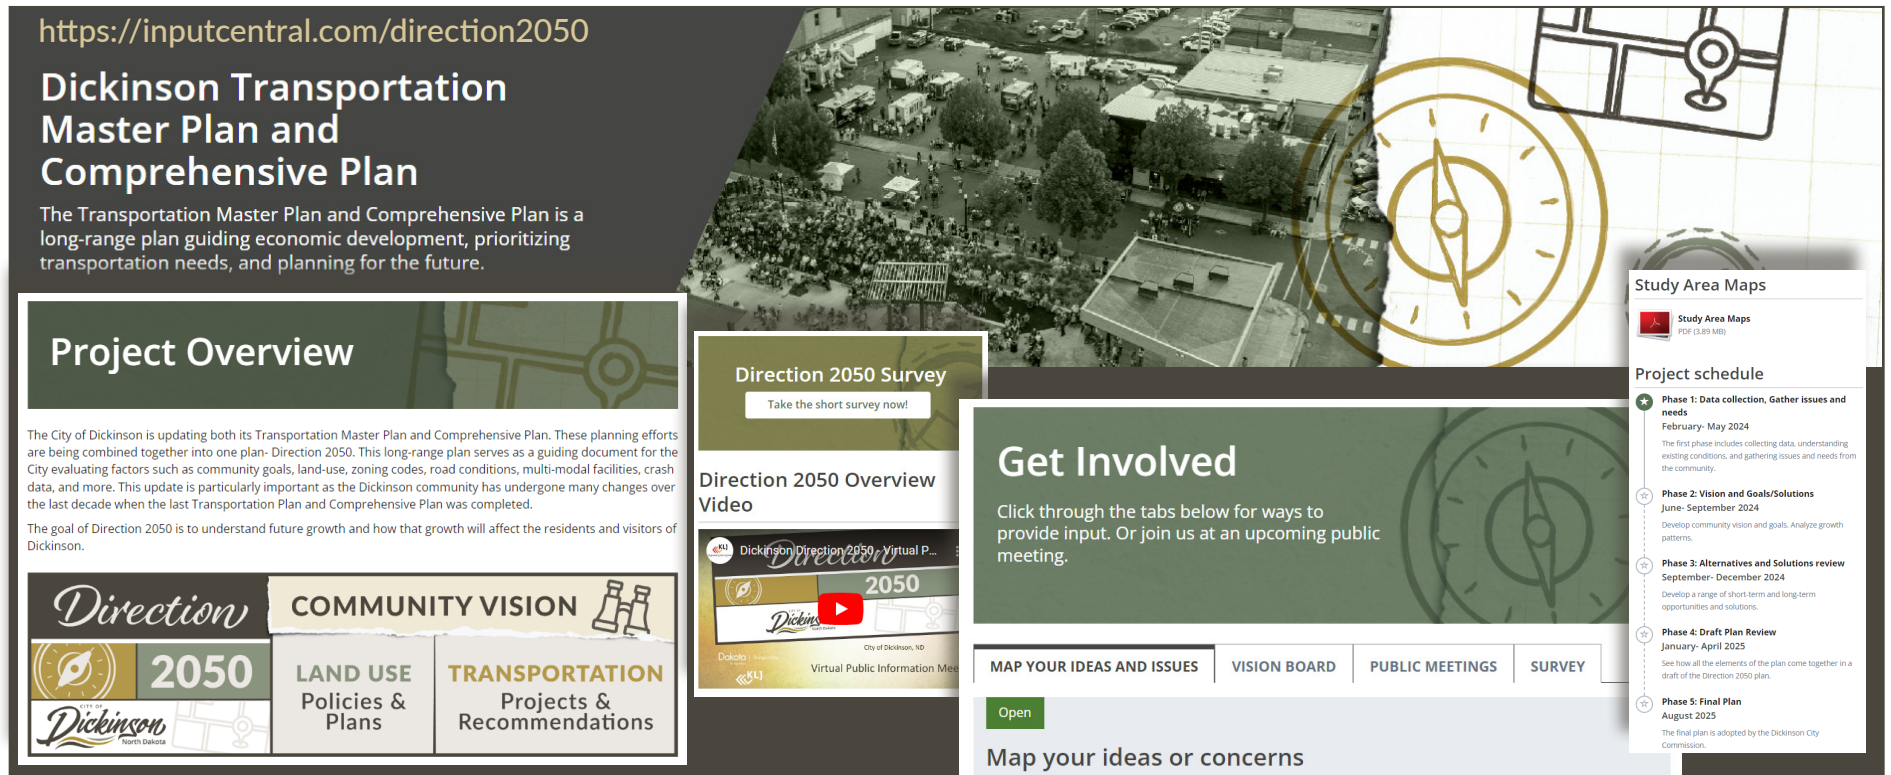 https://inputcentral.com/direction2050
Dickinson Transportation
Master Plan and
Comprehensive Plan
The Transportation Master Plan and Comprehensive Plan is a
long-range plan guiding economic development, prioritizing
transportation needs, and planning for the future.
Project Overview
The City of Dickinson is updating both its Transportation Master Plan and Comprehensive Plan. These planning efforts
are being combined together into one plan- Direction 2050. This long-range plan serves as a guiding document for the
City evaluating factors such as community goals, land-use, zoning codes, road conditions, multi-modal facilities, crash
data, and more. This update is particularly important as the Dickinson community has undergone many changes over
the last decade when the last Transportation Plan and Comprehensive Plan was completed.
The goal of Direction 2050 is to understand future growth and how that growth will affect the residents and visitors of
Dickinson.
Direction
2050
CITY OF
Dickinson
North Dakota
COMMUNITY VISION
LAND USE
Policies &
Plans
TRANSPORTATION
Projects &
Recommendations
Direction 2050 Survey
Take the short survey now!
Direction 2050 Overview
Video
KLJ
Dickinson Direction 2050 - Virtual P...
Direction
2050
CITY OF
Dickins
North Dakota
City of Dickinson, ND
Dakota
Virtual Public Information Mee
KLJ
Get Involved
Click through the tabs below for ways to
provide input. Or join us at an upcoming public
meeting.
MAP YOUR IDEAS AND ISSUES
VISION BOARD
PUBLIC MEETINGS
SURVEY
Open
Map your ideas or concerns
Study Area Maps
Study Area Maps
PDF (3.89 MB)
Project schedule
Phase 1: Data collection, Gather issues and
needs
February- May 2024
The first phase includes collecting data, understanding
existing conditions, and gathering issues and needs from
the community.
Phase 2: Vision and Goals/Solutions
June- September 2024
Develop community vision and goals. Analyze growth
patterns.
Phase 3: Alternatives and Solutions review
September- December 2024
Develop a range of short-term and long-term
opportunities and solutions.
Phase 4: Draft Plan Review
January- April 2025
See how all the elements of the plan come together in a
draft of the Direction 2050 plan.
Phase 5: Final Plan
August 2025
The final plan is adopted by the Dickinson City
Commission.